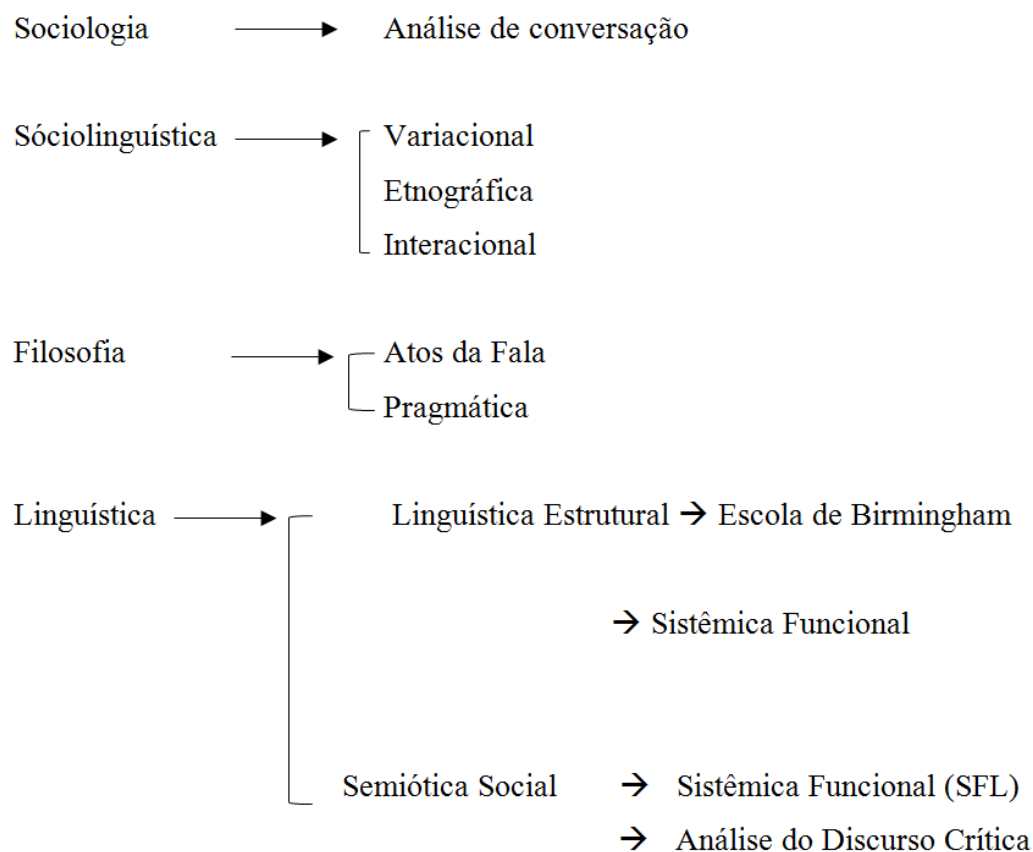 Sociologia → Análise de conversação
Sóciolinguística → Variacional
Etnográfica
Interacional
Filosofia → Atos da Fala
Pragmática
Linguística → Linguística Estrutural → Escola de Birmingham
→ Sistêmica Funcional
Semiótica Social → Sistêmica Funcional (SFL)
→ Análise do Discurso Crítica